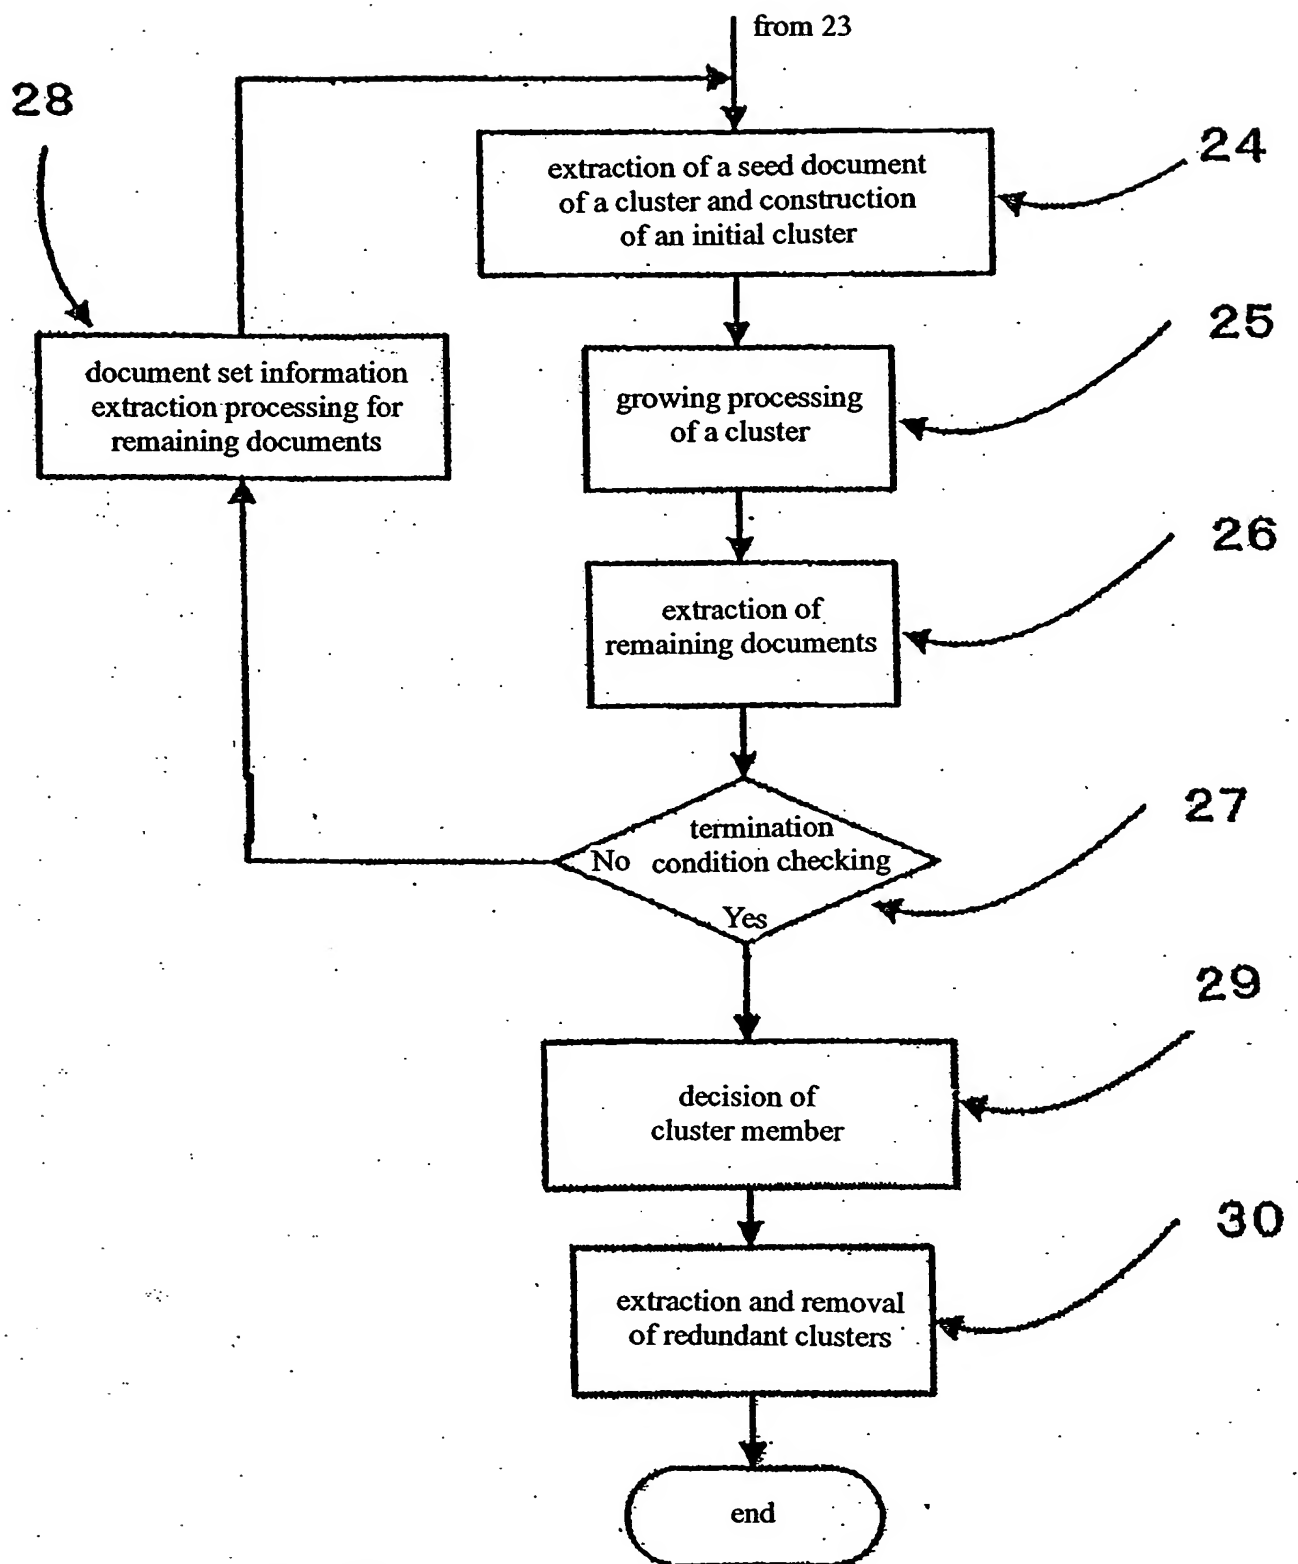 from 23
28
24
extraction of a seed document
of a cluster and construction
of an initial cluster
25
document set information
extraction processing for
remaining documents
growing processing
of a cluster
26
extraction of
remaining documents
27
termination
No condition checking
Yes
29
decision of
cluster member
30
extraction and removal
of redundant clusters
end